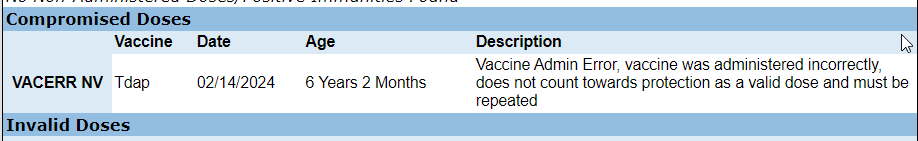 No Non-Administered Doses/Positive Immunities Found
Compromised Doses
Vaccine Date Age Description
VACERR NV Tdap 02/14/2024 6 Years 2 Months Vaccine Admin Error, vaccine was administered incorrectly,
does not count towards protection as a valid dose and must be
repeated
Invalid Doses